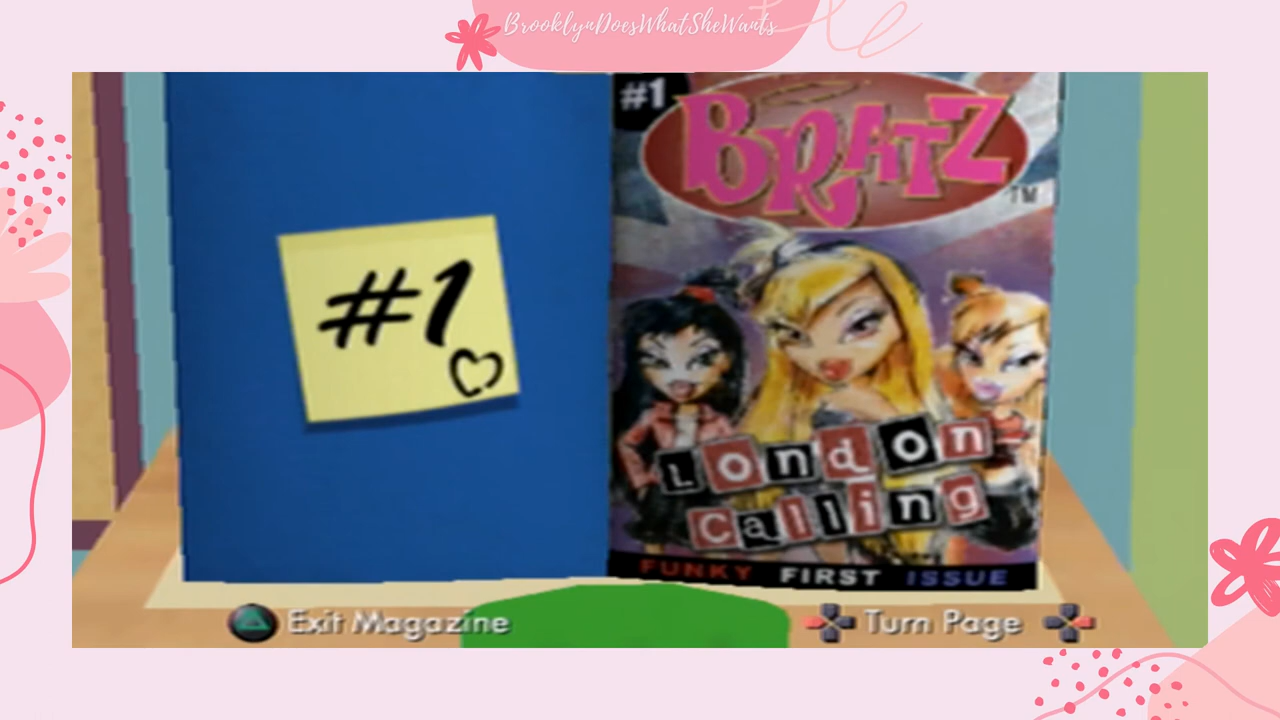 BrooklynDoesWhatSheWants
#1
#1
BRATZ
TM
London
Calling
FUNKY FIRST ISSUE
Exit Magazine
Turn Page